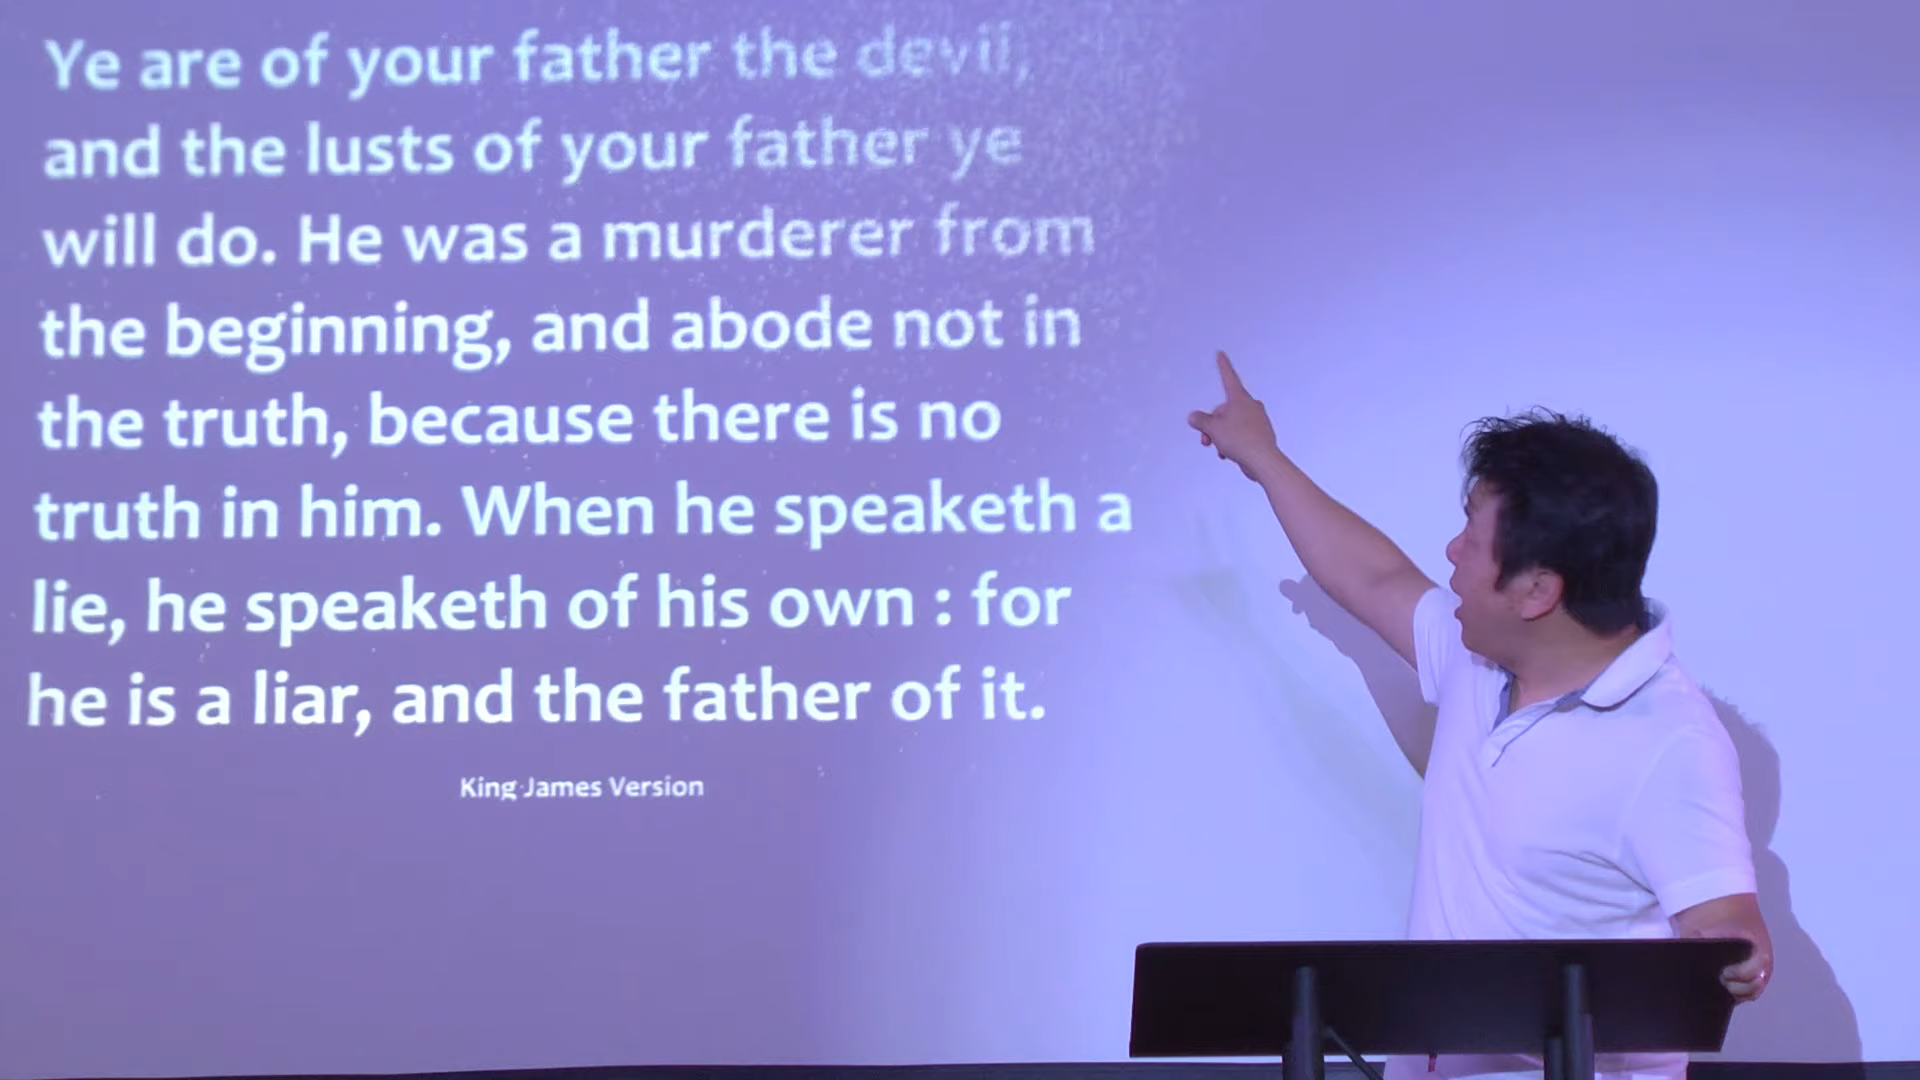 Ye are of your father the devil,
and the lusts of your father ye
will do. He was a murderer from
the beginning, and abode not in
the truth, because there is no
truth in him. When he speaketh a
lie, he speaketh of his own : for
he is a liar, and the father of it.
King James Version